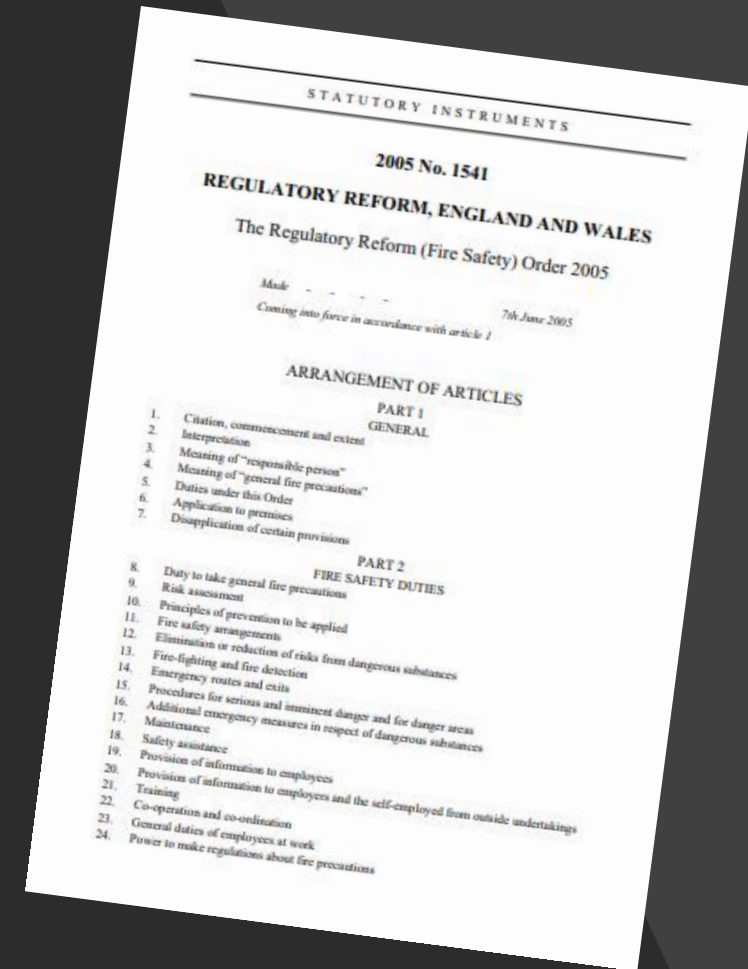 STATUTORY INSTRUMENTS
2005 No. 1541
REGULATORY REFORM, ENGLAND AND WALES
The Regulatory Reform (Fire Safety) Order 2005
Made - - - - 7th June 2005
Coming into force in accordance with article 1
ARRANGEMENT OF ARTICLES
PART 1
GENERAL
1. Citation, commencement and extent
2. Interpretation
3. Meaning of “responsible person”
4. Meaning of “general fire precautions”
5. Duties under this Order
6. Application to premises
7. Disapplication of certain provisions
PART 2
FIRE SAFETY DUTIES
8. Duty to take general fire precautions
9. Risk assessment
10. Principles of prevention to be applied
11. Fire safety arrangements
12. Elimination or reduction of risks from dangerous substances
13. Fire-fighting and fire detection
14. Emergency routes and exits
15. Procedures for serious and imminent danger and for danger areas
16. Additional emergency measures in respect of dangerous substances
17. Maintenance
18. Safety assistance
19. Provision of information to employees
20. Provision of information to employers and the self-employed from outside undertakings
21. Training
22. Co-operation and co-ordination
23. General duties of employees at work
24. Power to make regulations about fire precautions